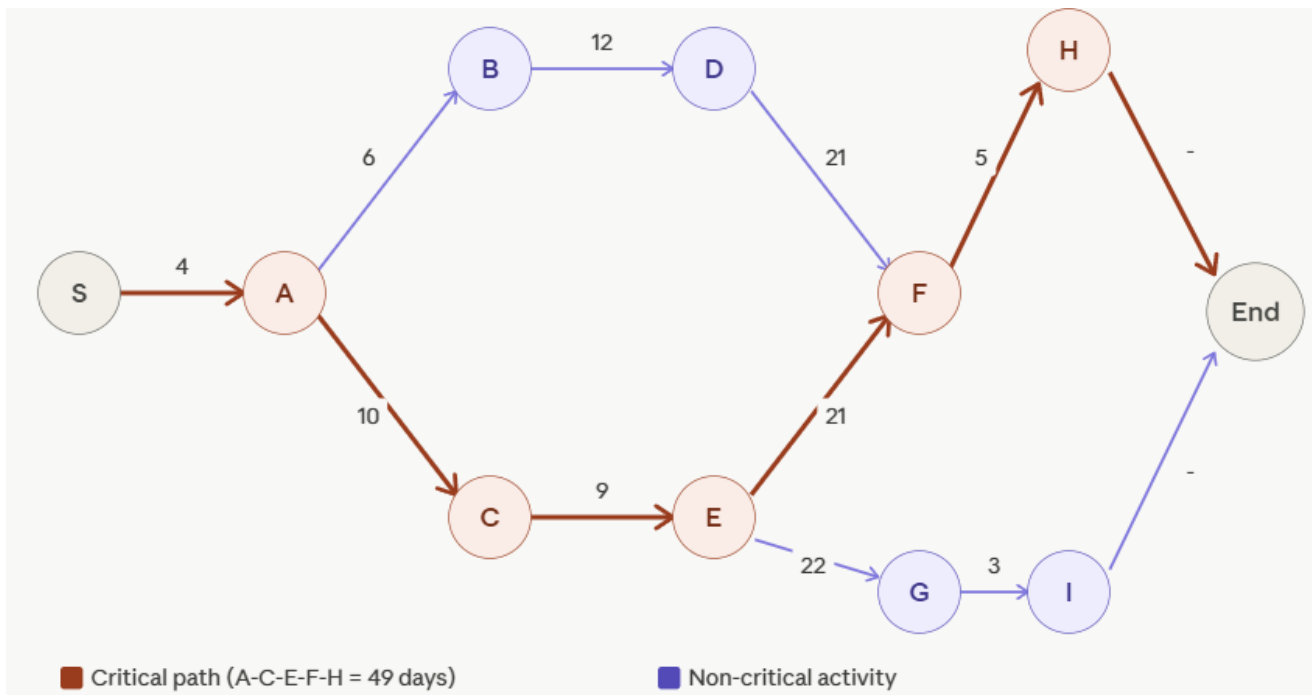 H
B
12
D
6
5
21
-
S
4
A
F
End
10
21
-
C
9
E
22
G
3
I
Critical path (A-C-E-F-H = 49 days)
Non-critical activity